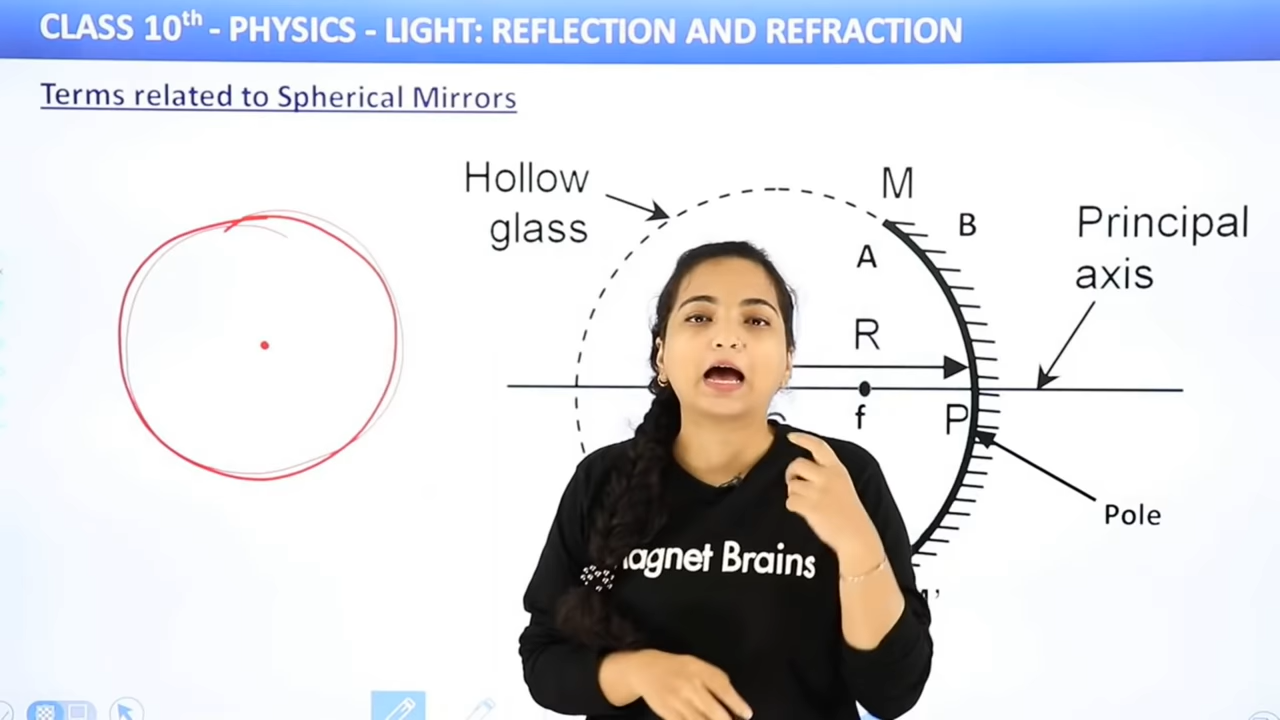 CLASS 10th - PHYSICS - LIGHT: REFLECTION AND REFRACTION
Terms related to Spherical Mirrors
Hollow
glass
M
B
A
Principal
axis
R
f
P
Pole
agnet Brains